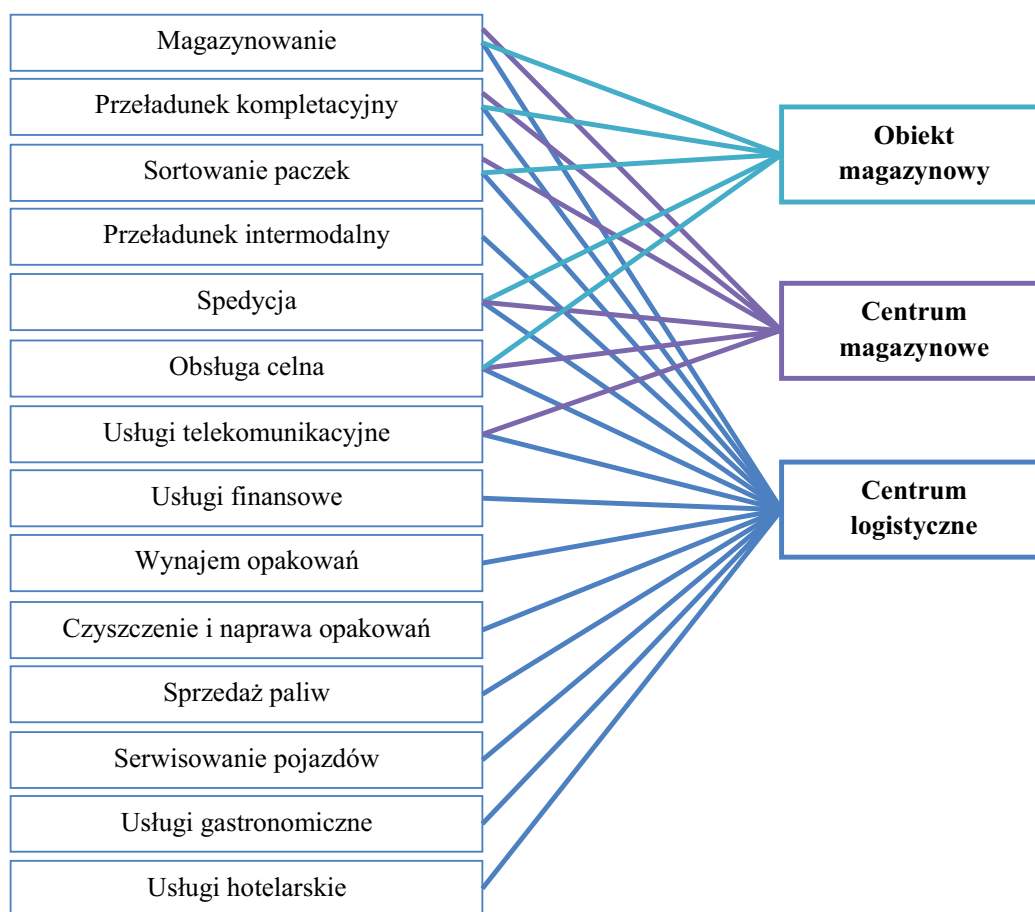 Magazynowanie
Przeładunek kompletacyjny
Sortowanie paczek
Przeładunek intermodalny
Spedycja
Obsługa celna
Usługi telekomunikacyjne
Usługi finansowe
Wynajem opakowań
Czyszczenie i naprawa opakowań
Sprzedaż paliw
Serwisowanie pojazdów
Usługi gastronomiczne
Usługi hotelarskie
Obiekt
magazynowy
Centrum
magazynowe
Centrum
logistyczne